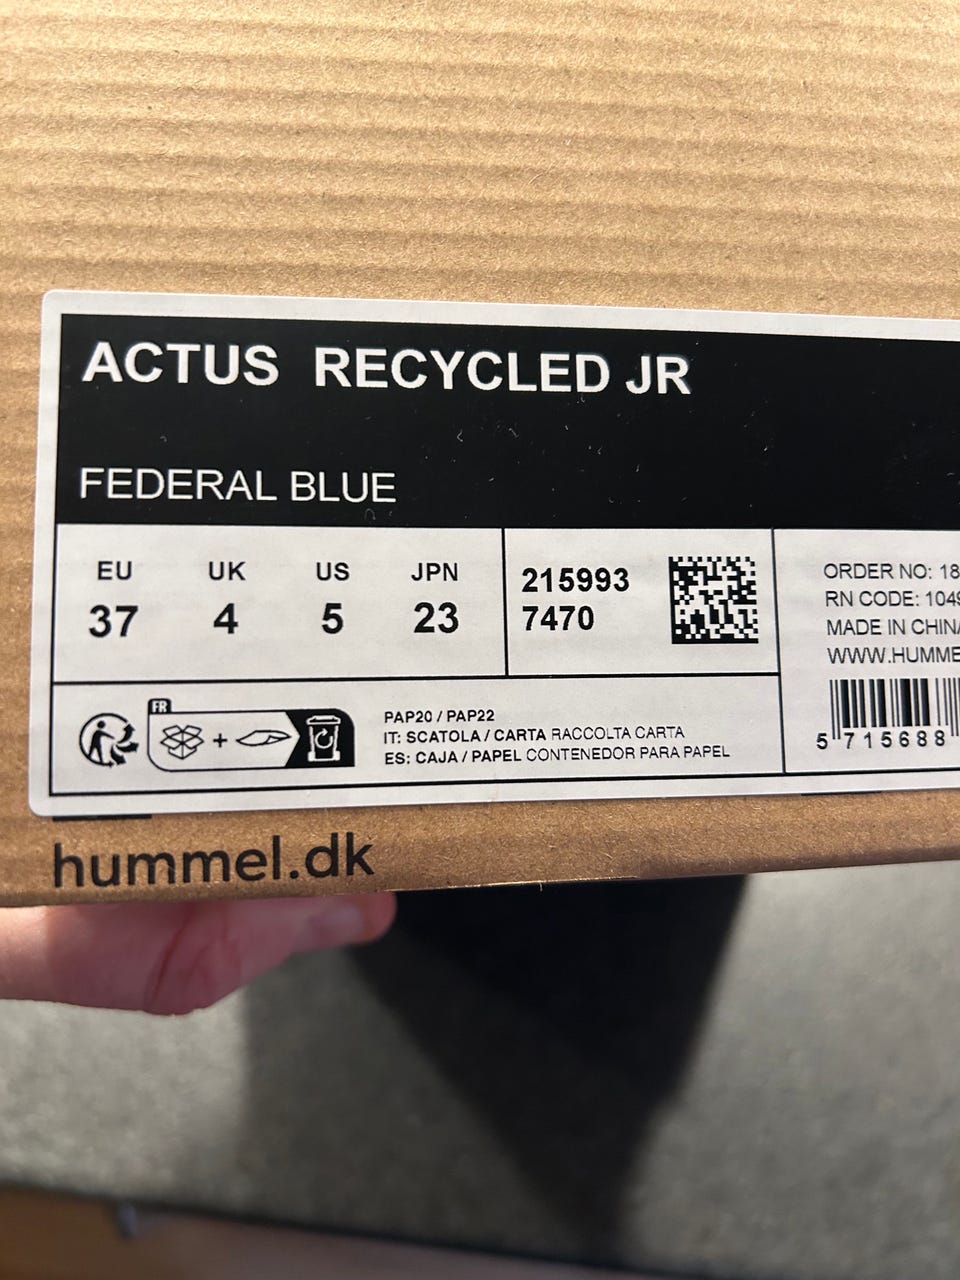 ACTUS RECYCLED JR
FEDERAL BLUE
EU UK US JPN
37 4 5 23
215993
7470
ORDER NO: 18
RN CODE: 1049
MADE IN CHINA
WWW.HUMME
5 715688
FR
PAP20 / PAP22
IT: SCATOLA / CARTA RACCOLTA CARTA
ES: CAJA / PAPEL CONTENEDOR PARA PAPEL
hummel.dk